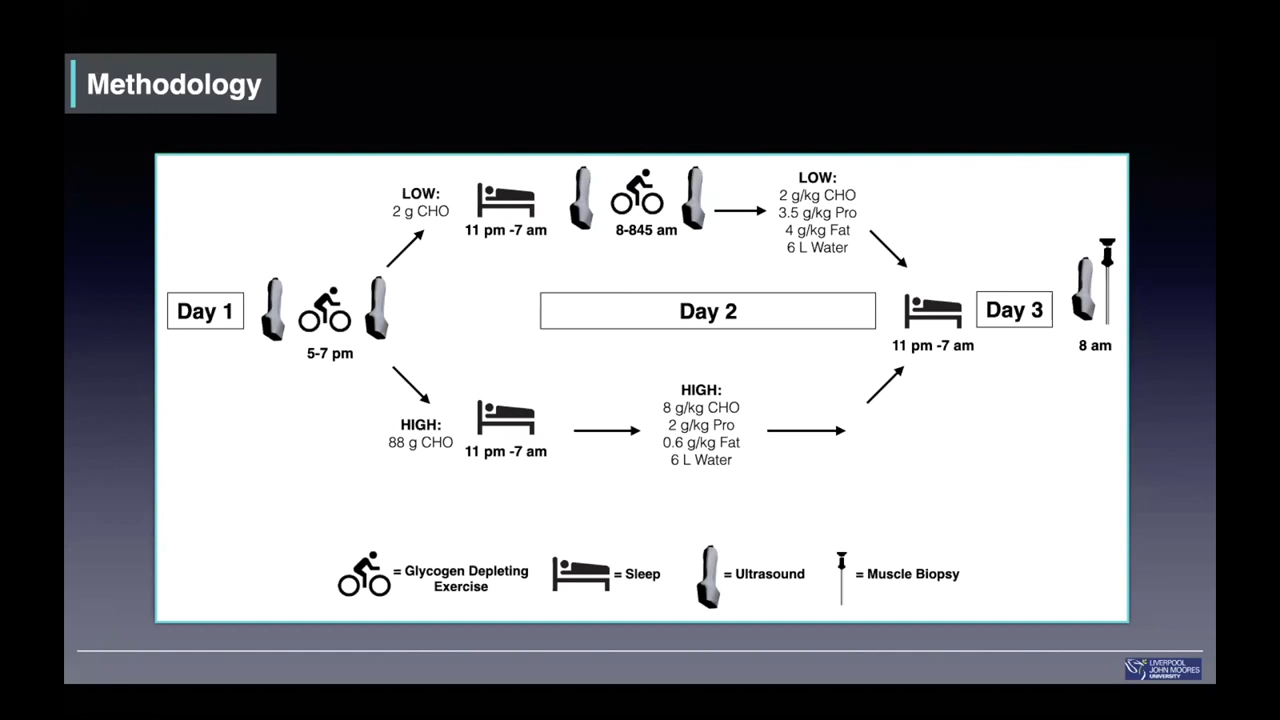 Methodology
LOW:
2 g CHO
11 pm -7 am
8-845 am
LOW:
2 g/kg CHO
3.5 g/kg Pro
4 g/kg Fat
6 L Water
Day 1
5-7 pm
Day 2
11 pm -7 am
Day 3
8 am
HIGH:
88 g CHO
11 pm -7 am
HIGH:
8 g/kg CHO
2 g/kg Pro
0.6 g/kg Fat
6 L Water
= Glycogen Depleting
Exercise
= Sleep
= Ultrasound
= Muscle Biopsy
LIVERPOOL
JOHN MOORES
UNIVERSITY